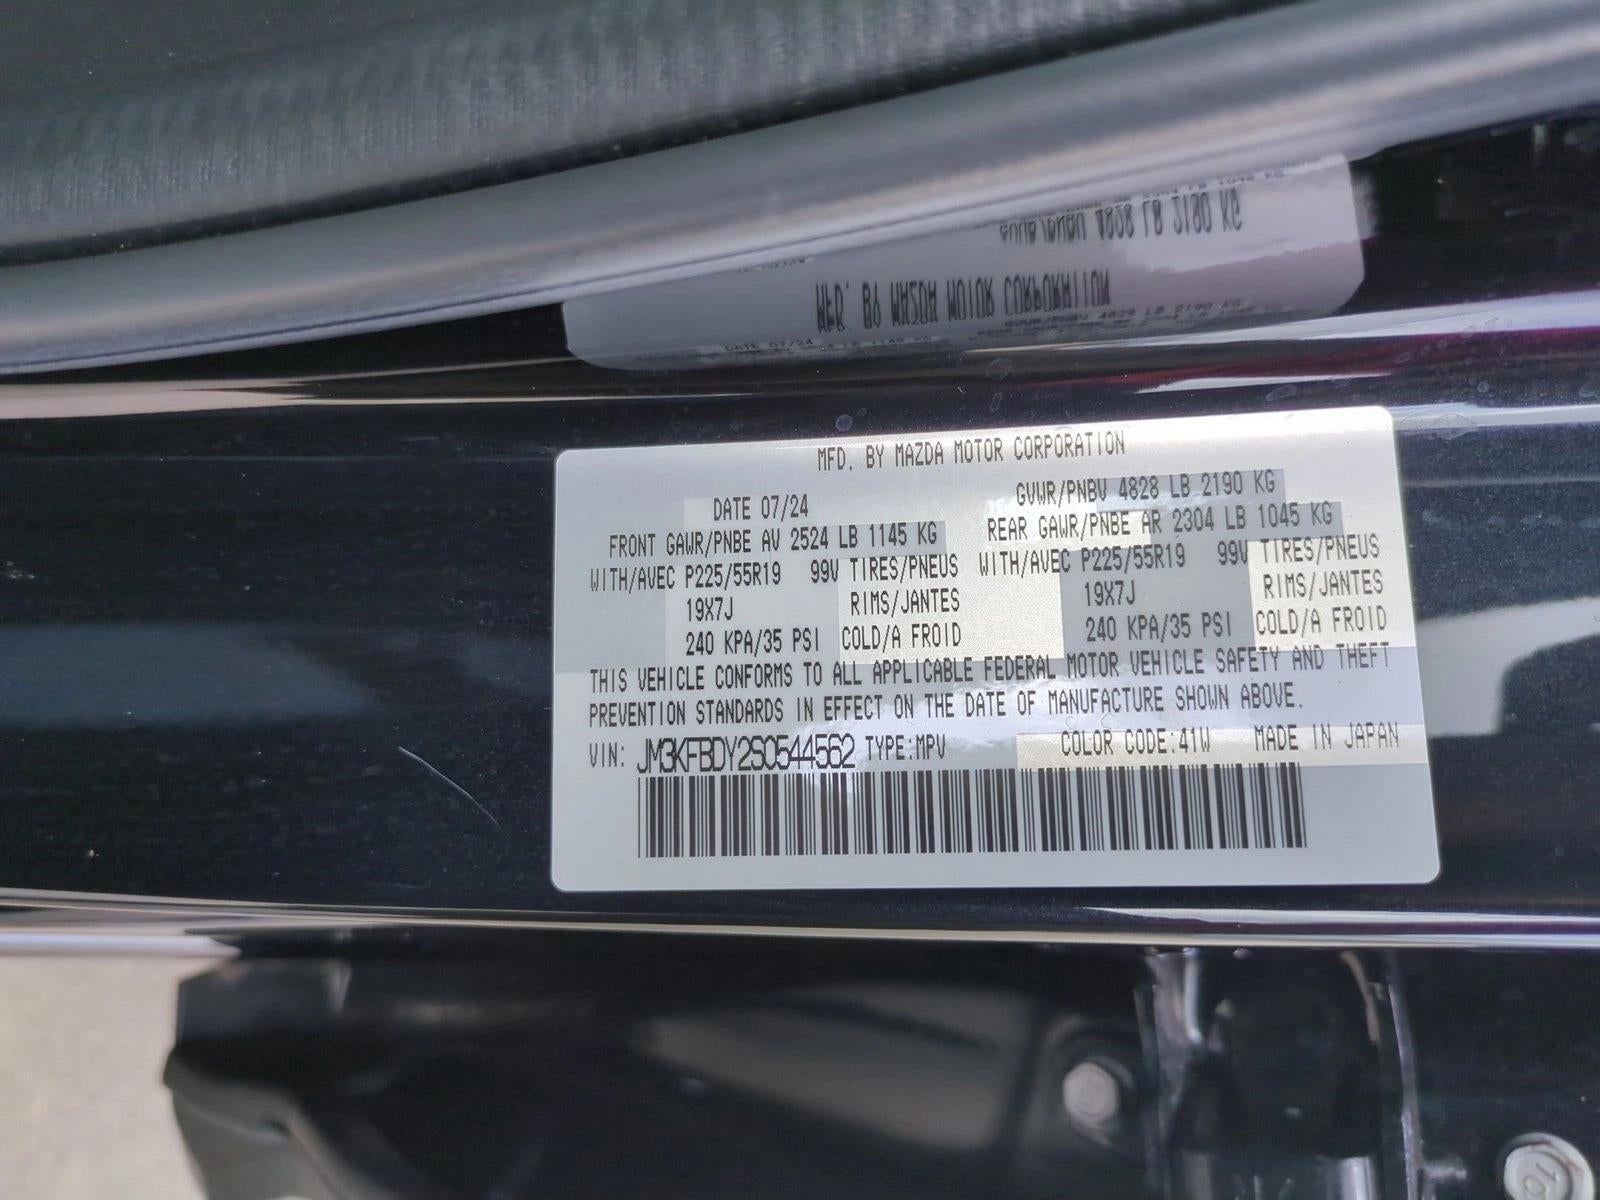 MFD. BY MAZDA MOTOR CORPORATION
DATE 07/24 GVWR/PNBV 4828 LB 2190 KG
FRONT GAWR/PNBE AV 2524 LB 1145 KG REAR GAWR/PNBE AR 2304 LB 1045 KG
WITH/AVEC P225/55R19 99V TIRES/PNEUS WITH/AVEC P225/55R19 99V TIRES/PNEUS
19X7J RIMS/JANTES 19X7J RIMS/JANTES
240 KPA/35 PSI COLD/A FROID 240 KPA/35 PSI COLD/A FROID
THIS VEHICLE CONFORMS TO ALL APPLICABLE FEDERAL MOTOR VEHICLE SAFETY AND THEFT
PREVENTION STANDARDS IN EFFECT ON THE DATE OF MANUFACTURE SHOWN ABOVE.
VIN: JM3KFBDY2S0544562 TYPE:MPV COLOR CODE:41W MADE IN JAPAN